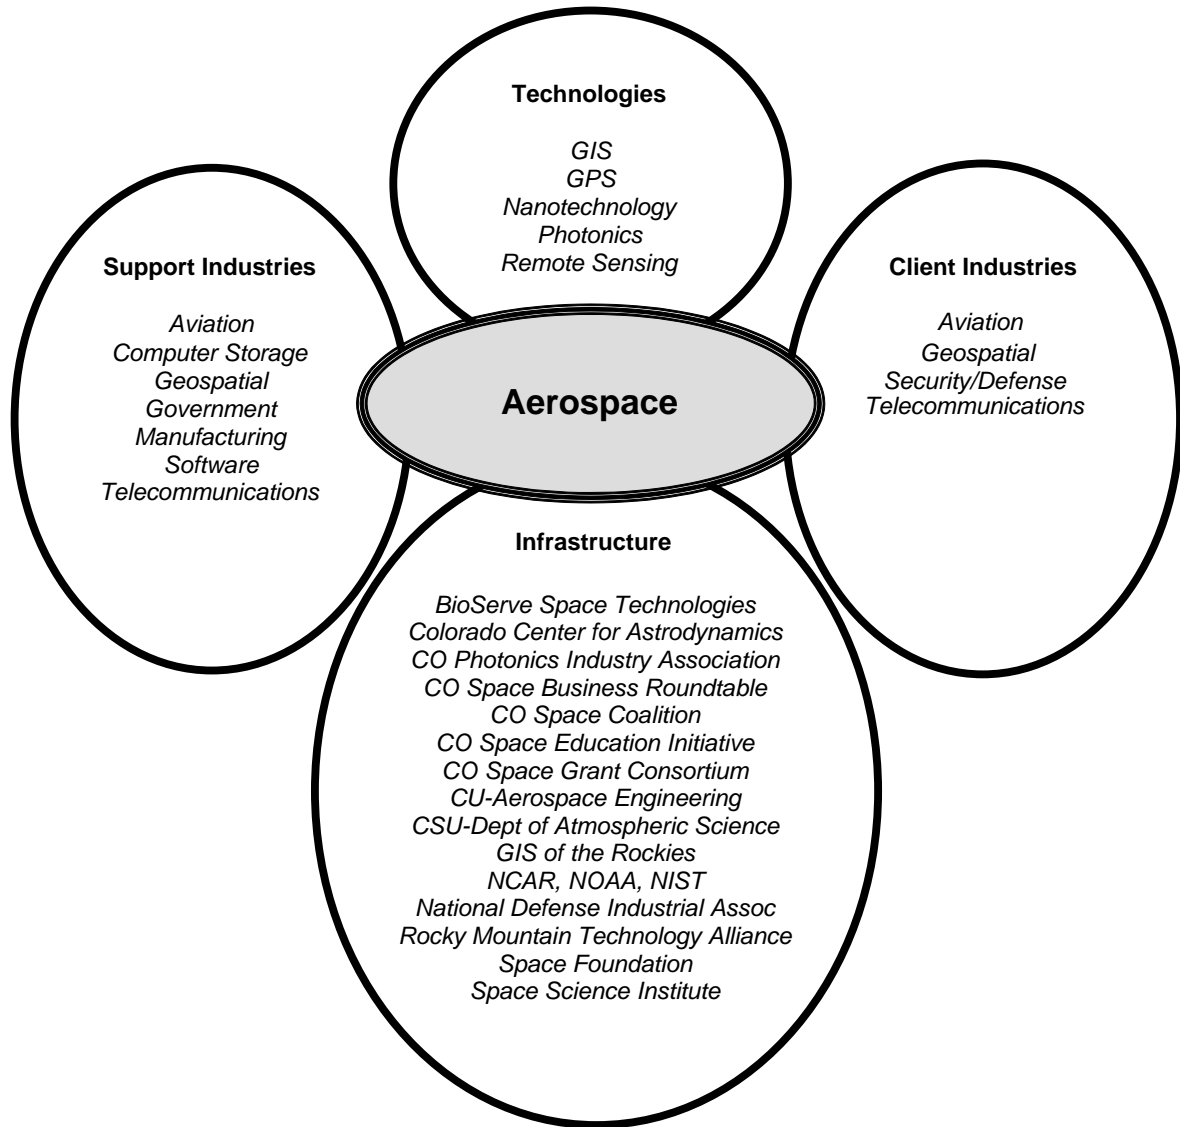 Technologies
GIS
GPS
Nanotechnology
Photonics
Remote Sensing
Support Industries
Aviation
Computer Storage
Geospatial
Government
Manufacturing
Software
Telecommunications
Client Industries
Aviation
Geospatial
Security/Defense
Telecommunications
Aerospace
Infrastructure
BioServe Space Technologies
Colorado Center for Astrodynamics
CO Photonics Industry Association
CO Space Business Roundtable
CO Space Coalition
CO Space Education Initiative
CO Space Grant Consortium
CU-Aerospace Engineering
CSU-Dept of Atmospheric Science
GIS of the Rockies
NCAR, NOAA, NIST
National Defense Industrial Assoc
Rocky Mountain Technology Alliance
Space Foundation
Space Science Institute